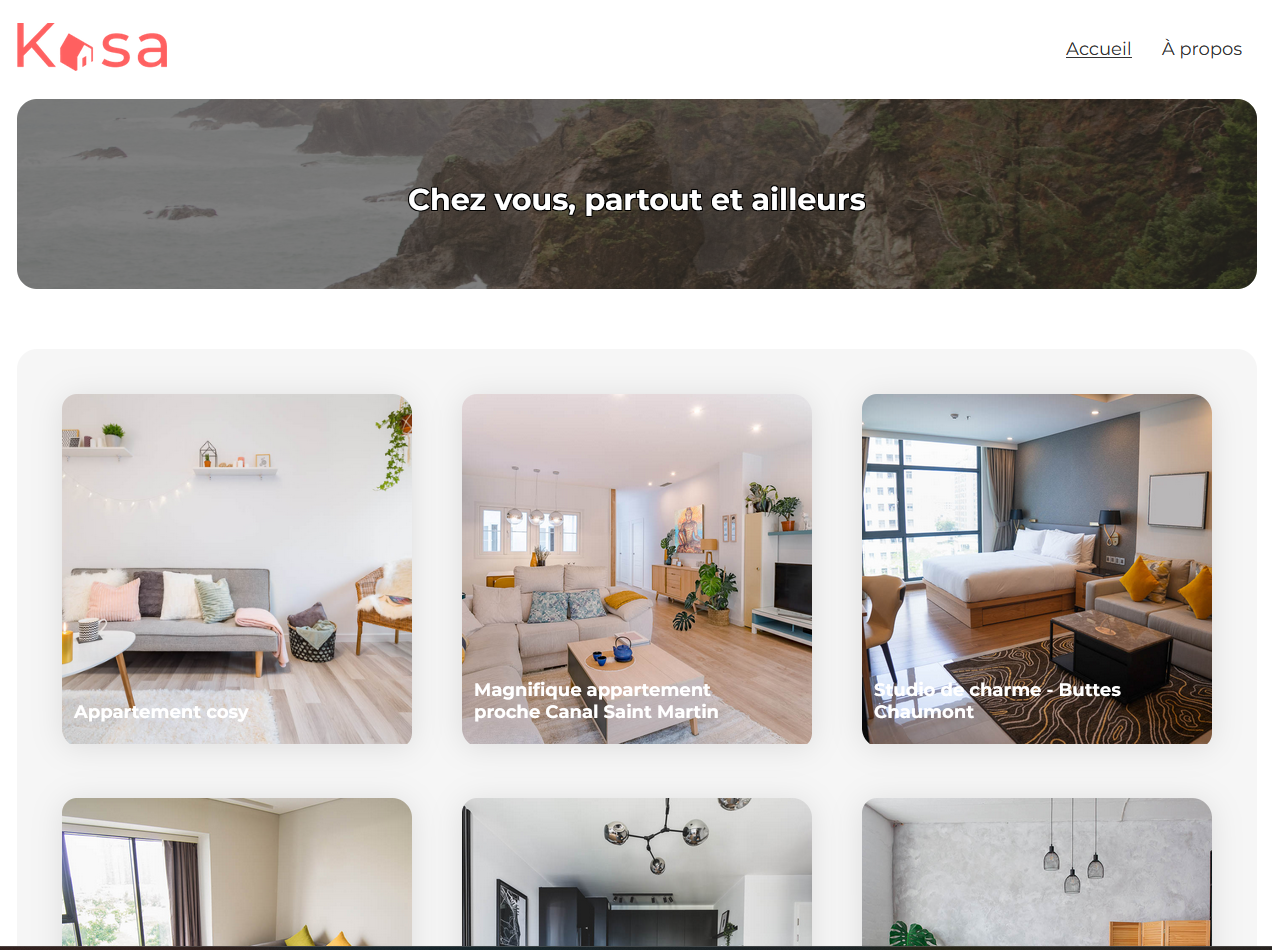 Kasa
Accueil
À propos
Chez vous, partout et ailleurs
Appartement cosy
Magnifique appartement
proche Canal Saint Martin
Studio de charme - Buttes
Chaumont